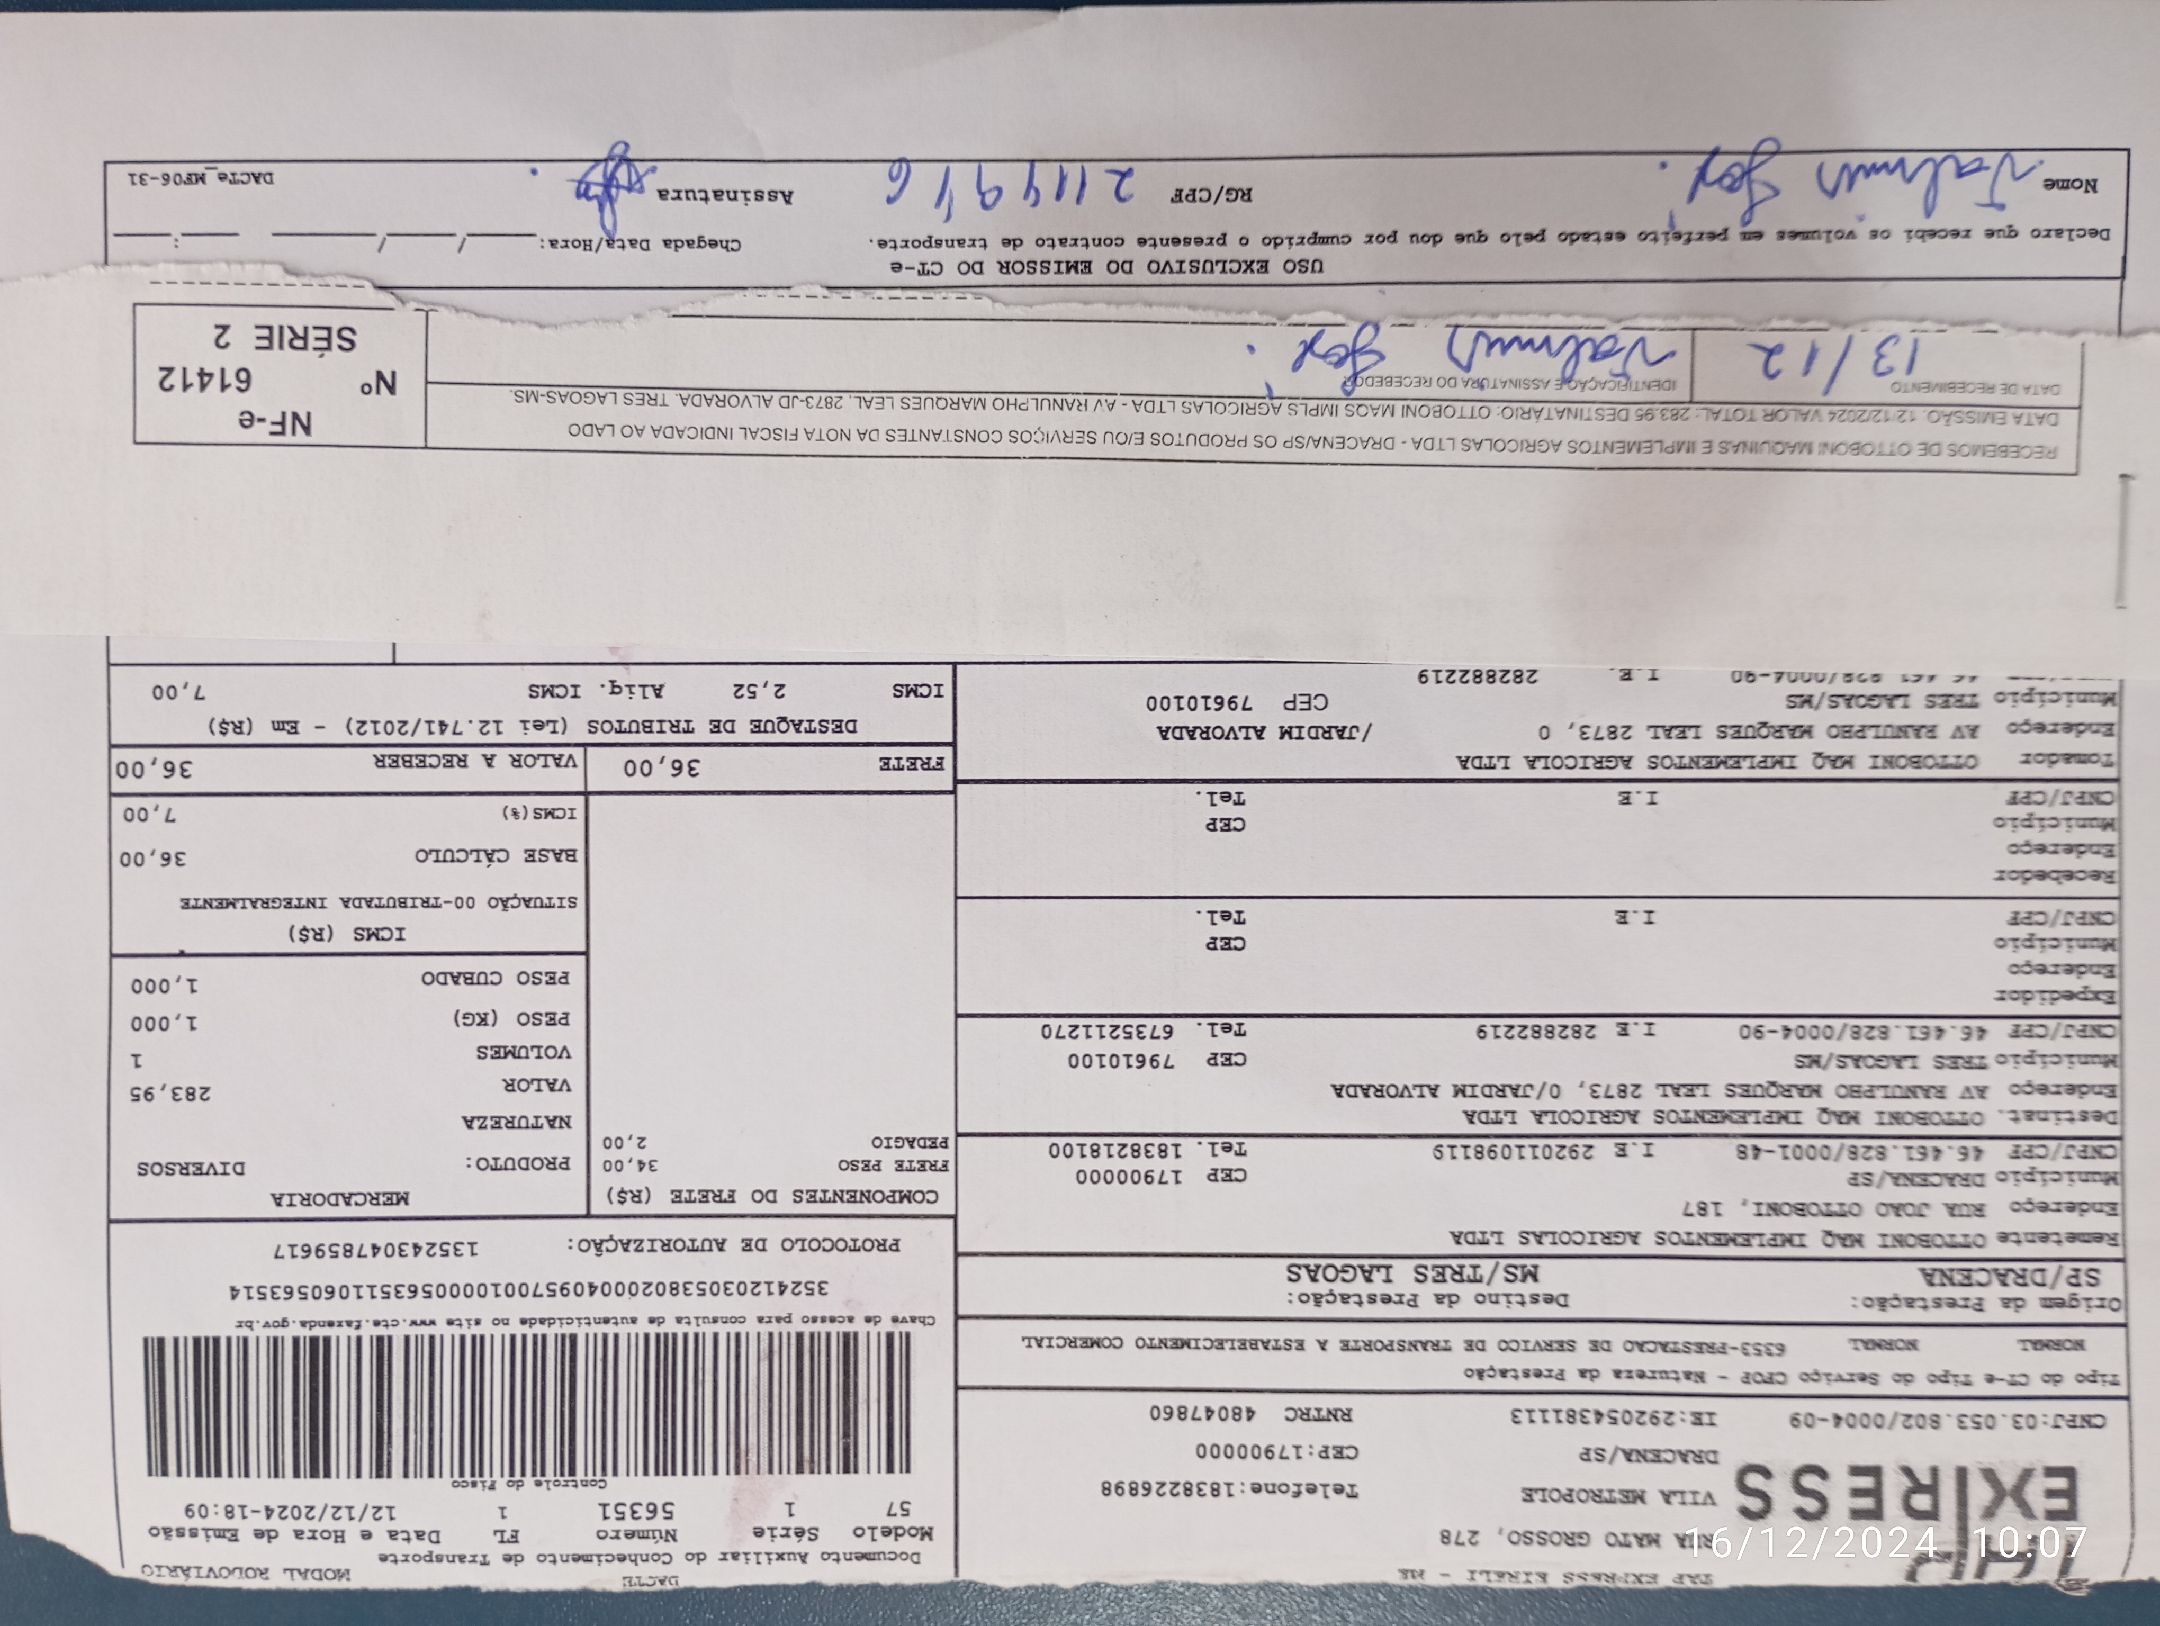 DACTE
MODAL RODOVIÁRIO
Documento Auxiliar do Conhecimento de Transporte
Modelo Série Número FL Data e Hora de Emissão
57 1 56351 1 12/12/2024-18:09
Controle do Fisco
Chave de acesso para consulta de autenticidade no site www.cte.fazenda.gov.br
35241203053802000409570010000563511060563514
PROTOCOLO DE AUTORIZAÇÃO: 135243047859617
TAP EXPRESS EIRELI - ME
EXPRESS
RUA MATO GROSSO, 278
VILA METROPOLE Telefone:1838226898
DRACENA/SP CEP:17900000
CNPJ:03.053.802/0004-09 IE:292054381113 RNTRC 48047860
Tipo do CT-e Tipo do Serviço CFOP - Natureza da Prestação
NORMAL NORMAL 6353-PRESTACAO DE SERVICO DE TRANSPORTE A ESTABELECIMENTO COMERCIAL
Origem da Prestação: Destino da Prestação:
SP/DRACENA MS/TRES LAGOAS
Remetente OTTOBONI MAQ IMPLEMENTOS AGRICOLAS LTDA
Endereço RUA JOAO OTTOBONI, 187
Município DRACENA/SP CEP 17900000
CNPJ/CPF 46.461.828/0001-48 I.E 292011098119 Tel. 1838218100
Destinat. OTTOBONI MAQ IMPLEMENTOS AGRICOLA LTDA
Endereço AV RANULPHO MARQUES LEAL 2873, 0/JARDIM ALVORADA
Município TRES LAGOAS/MS CEP 79610100
CNPJ/CPF 46.461.828/0004-90 I.E 282882219 Tel. 6735211270
Expedidor
Endereço
Município CEP
CNPJ/CPF I.E Tel.
Recebedor
Endereço
Município CEP
CNPJ/CPF I.E Tel.
Tomador OTTOBONI MAQ IMPLEMENTOS AGRICOLA LTDA
Endereço AV RANULPHO MARQUES LEAL 2873, 0 /JARDIM ALVORADA
Município TRES LAGOAS/MS CEP 79610100
46.461.828/0004-90 I.E. 282882219
COMPONENTES DO FRETE (R$)
FRETE PESO 34,00
PEDAGIO 2,00
MERCADORIA
PRODUTO: DIVERSOS
NATUREZA
VALOR 283,95
VOLUMES 1
PESO (KG) 1,000
PESO CUBADO 1,000
ICMS (R$)
SITUAÇÃO 00-TRIBUTADA INTEGRALMENTE
BASE CÁLCULO 36,00
ICMS(%) 7,00
FRETE 36,00 VALOR A RECEBER 36,00
DESTAQUE DE TRIBUTOS (Lei 12.741/2012) - Em (R$)
ICMS 2,52 Aliq. ICMS 7,00
RECEBEMOS DE OTTOBONI MAQUINAS E IMPLEMENTOS AGRICOLAS LTDA - DRACENA/SP OS PRODUTOS E/OU SERVIÇOS CONSTANTES DA NOTA FISCAL INDICADA AO LADO
DATA EMISSÃO: 12/12/2024 VALOR TOTAL: 283.95 DESTINATÁRIO: OTTOBONI MAQS IMPLS AGRICOLAS LTDA - AV RANULPHO MARQUES LEAL, 2873-JD ALVORADA. TRES LAGOAS-MS.
DATA DE RECEBIMENTO IDENTIFICAÇÃO E ASSINATURA DO RECEBEDOR
13/12
NF-e
Nº 61412
SÉRIE 2
USO EXCLUSIVO DO EMISSOR DO CT-e
Declaro que recebi os volumes em perfeito estado pelo que dou por cumprido o presente contrato de transporte. Chegada Data/Hora: / / :
Nome RG/CPF Assinatura
DACTe_MF06-31
16/12/2024 10:07